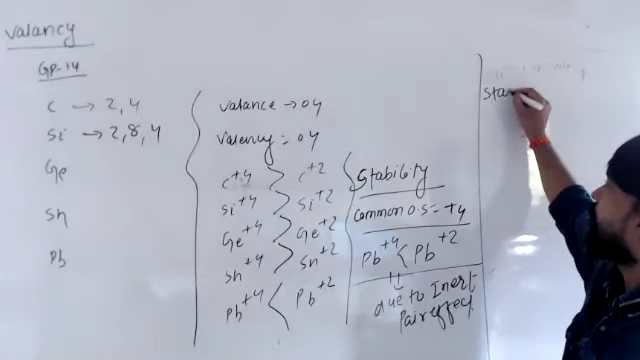 valancy
GP-14
C → 2,4
Si → 2,8,4
Ge
Sn
Pb
valance → 04
valency = 04
C+4 > C+2
Si+4 > Si+2
Ge+4 > Ge+2
Sn+4 > Sn+2
Pb+4 < Pb+2
Stability
Common O.S = +4
Pb+4 < Pb+2
due to Inert
Pair effect
Sta